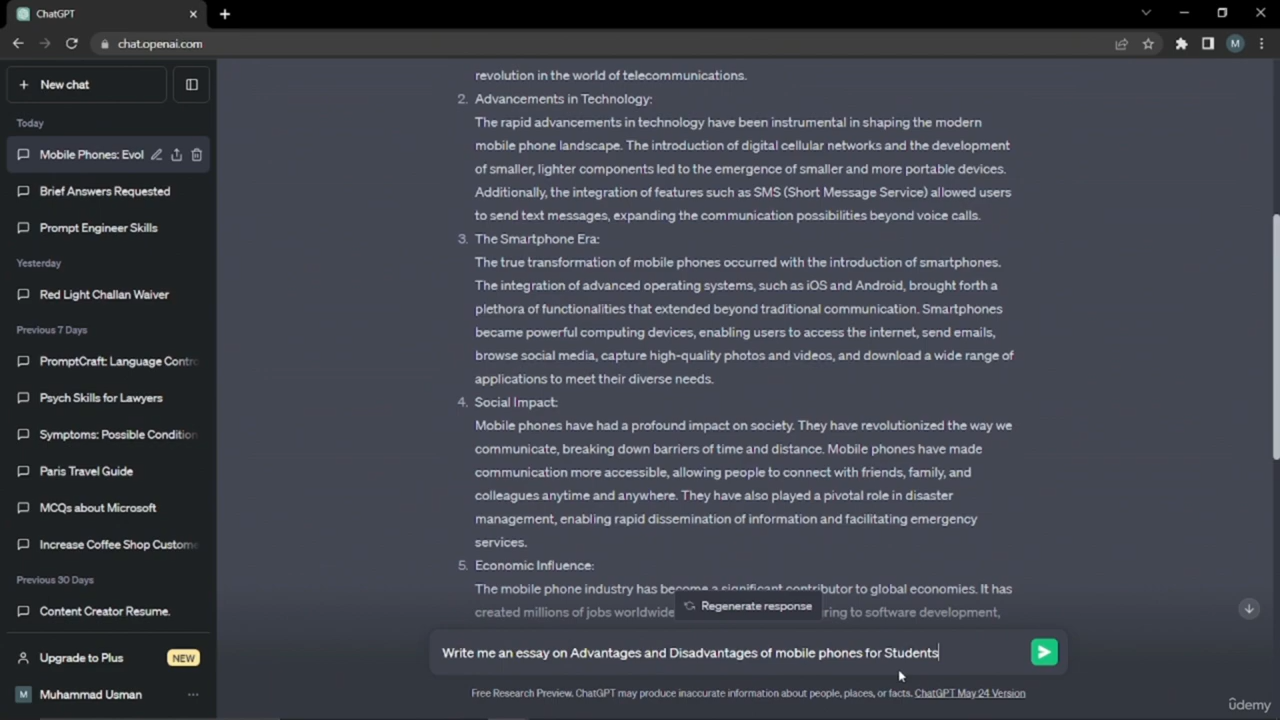 ChatGPT
chat.openai.com
M
New chat
Today
Mobile Phones: Evol
Brief Answers Requested
Prompt Engineer Skills
Yesterday
Red Light Challan Waiver
Previous 7 Days
PromptCraft: Language Contro
Psych Skills for Lawyers
Symptoms: Possible Condition
Paris Travel Guide
MCQs about Microsoft
Increase Coffee Shop Custome
Previous 30 Days
Content Creator Resume.
Upgrade to Plus NEW
M Muhammad Usman
revolution in the world of telecommunications.
2. Advancements in Technology:
The rapid advancements in technology have been instrumental in shaping the modern
mobile phone landscape. The introduction of digital cellular networks and the development
of smaller, lighter components led to the emergence of smaller and more portable devices.
Additionally, the integration of features such as SMS (Short Message Service) allowed users
to send text messages, expanding the communication possibilities beyond voice calls.
3. The Smartphone Era:
The true transformation of mobile phones occurred with the introduction of smartphones.
The integration of advanced operating systems, such as iOS and Android, brought forth a
plethora of functionalities that extended beyond traditional communication. Smartphones
became powerful computing devices, enabling users to access the internet, send emails,
browse social media, capture high-quality photos and videos, and download a wide range of
applications to meet their diverse needs.
4. Social Impact:
Mobile phones have had a profound impact on society. They have revolutionized the way we
communicate, breaking down barriers of time and distance. Mobile phones have made
communication more accessible, allowing people to connect with friends, family, and
colleagues anytime and anywhere. They have also played a pivotal role in disaster
management, enabling rapid dissemination of information and facilitating emergency
services.
5. Economic Influence:
The mobile phone industry has become a significant contributor to global economies. It has
created millions of jobs worldwide to software development,
Regenerate response
Write me an essay on Advantages and Disadvantages of mobile phones for Students
Free Research Preview. ChatGPT may produce inaccurate information about people, places, or facts. ChatGPT May 24 Version
ûdemy